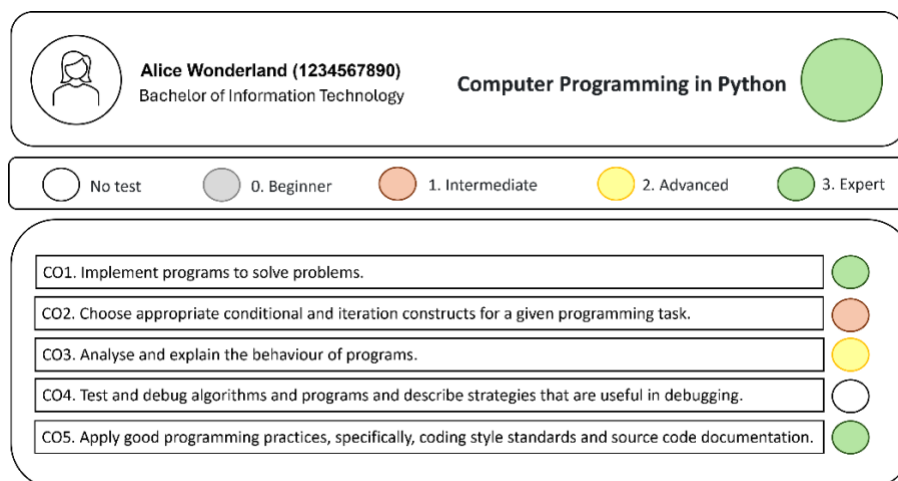 Alice Wonderland (1234567890)
Bachelor of Information Technology
Computer Programming in Python
No test
0. Beginner
1. Intermediate
2. Advanced
3. Expert
CO1. Implement programs to solve problems.
CO2. Choose appropriate conditional and iteration constructs for a given programming task.
CO3. Analyse and explain the behaviour of programs.
CO4. Test and debug algorithms and programs and describe strategies that are useful in debugging.
CO5. Apply good programming practices, specifically, coding style standards and source code documentation.